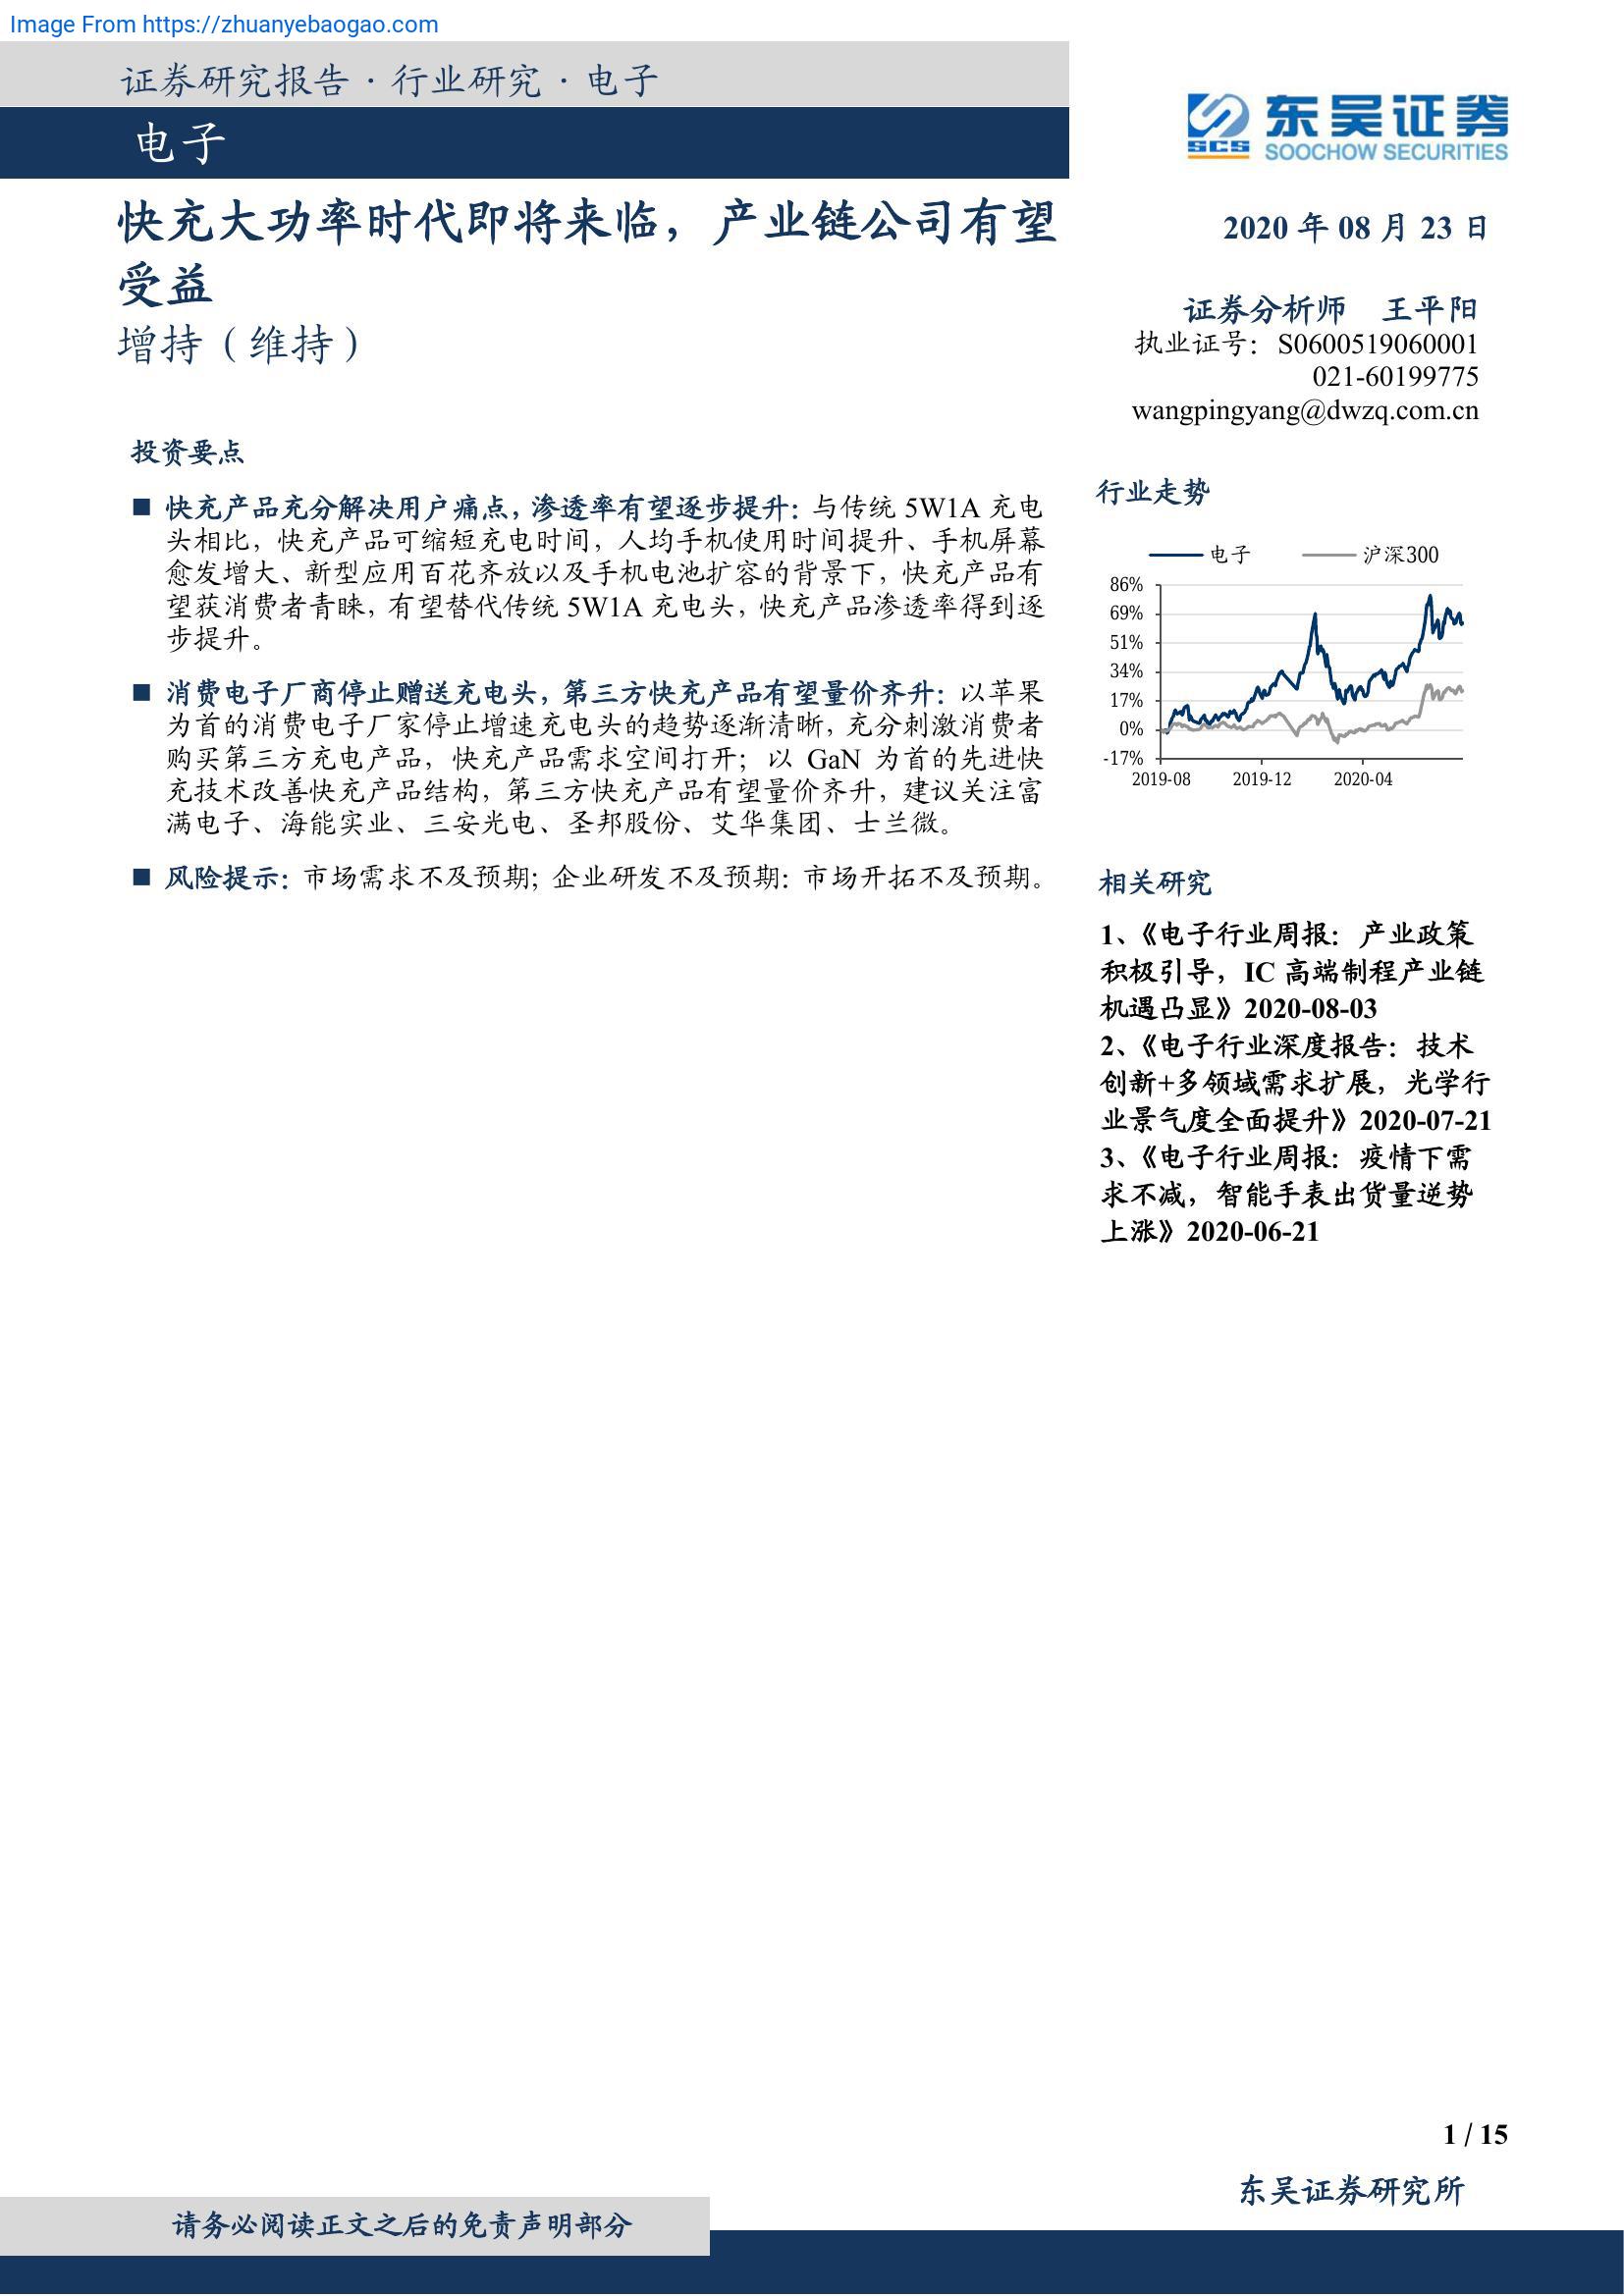 Image From https://zhuanyebaogao.com
证券研究报告 · 行业研究 · 电子
电子
东吴证券
SCS
SOOCHOW SECURITIES
快充大功率时代即将来临，产业链公司有望
受益
增持（维持）
2020 年 08 月 23 日
证券分析师 王平阳
执业证号：S0600519060001
021-60199775
wangpingyang@dwzq.com.cn
投资要点
■ 快充产品充分解决用户痛点，渗透率有望逐步提升：与传统 5W1A 充电
头相比，快充产品可缩短充电时间，人均手机使用时间提升、手机屏幕
愈发增大、新型应用百花齐放以及手机电池扩容的背景下，快充产品有
望获消费者青睐，有望替代传统 5W1A 充电头，快充产品渗透率得到逐
步提升。
■ 消费电子厂商停止赠送充电头，第三方快充产品有望量价齐升：以苹果
为首的消费电子厂家停止增速充电头的趋势逐渐清晰，充分刺激消费者
购买第三方充电产品，快充产品需求空间打开；以 GaN 为首的先进快
充技术改善快充产品结构，第三方快充产品有望量价齐升，建议关注富
满电子、海能实业、三安光电、圣邦股份、艾华集团、士兰微。
■ 风险提示：市场需求不及预期；企业研发不及预期：市场开拓不及预期。
行业走势
电子 沪深300
86%
69%
51%
34%
17%
0%
-17%
2019-08 2019-12 2020-04
相关研究
1、《电子行业周报：产业政策
积极引导，IC 高端制程产业链
机遇凸显》2020-08-03
2、《电子行业深度报告：技术
创新+多领域需求扩展，光学行
业景气度全面提升》2020-07-21
3、《电子行业周报：疫情下需
求不减，智能手表出货量逆势
上涨》2020-06-21
1 / 15
东吴证券研究所
请务必阅读正文之后的免责声明部分